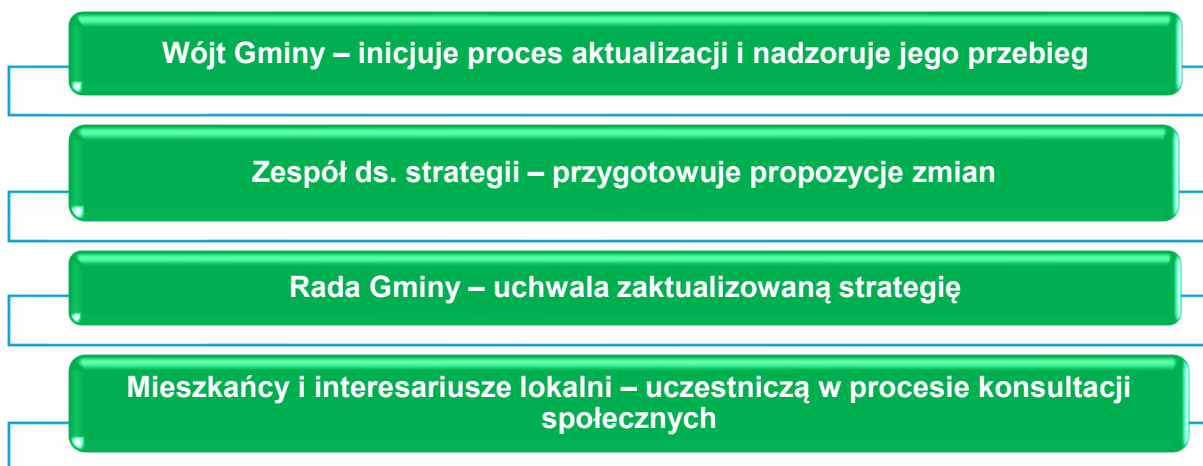 Wójt Gminy – inicjuje proces aktualizacji i nadzoruje jego przebieg
Zespół ds. strategii – przygotowuje propozycje zmian
Rada Gminy – uchwala zaktualizowaną strategię
Mieszkańcy i interesariusze lokalni – uczestniczą w procesie konsultacji
społecznych